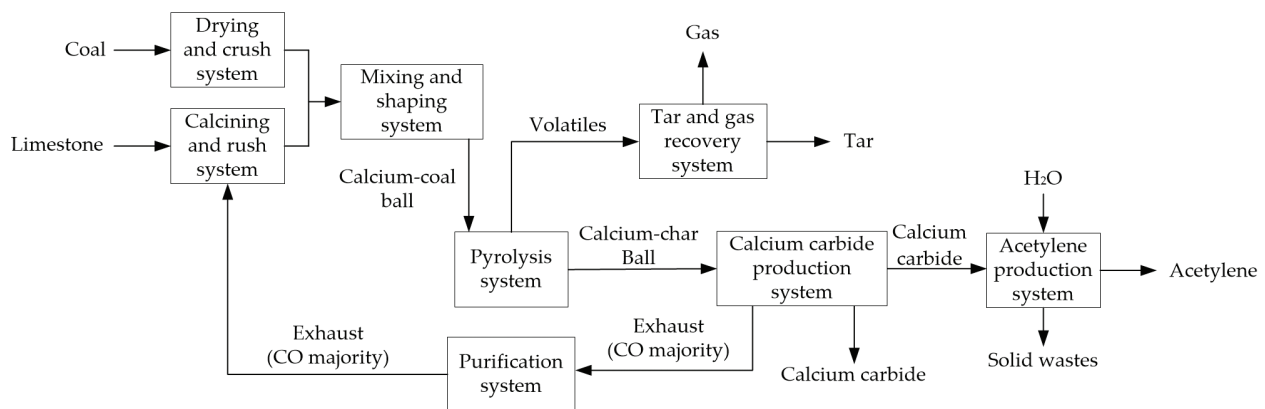 Coal
Drying
and crush
system
Limestone
Calcining
and rush
system
Mixing and
shaping
system
Calcium-coal
ball
Gas
Volatiles
Tar and gas
recovery
system
Tar
Pyrolysis
system
Calcium-char
Ball
Calcium carbide
production
system
Calcium
carbide
H₂O
Acetylene
production
system
Acetylene
Exhaust
(CO majority)
Purification
system
Exhaust
(CO majority)
Calcium carbide
Solid wastes